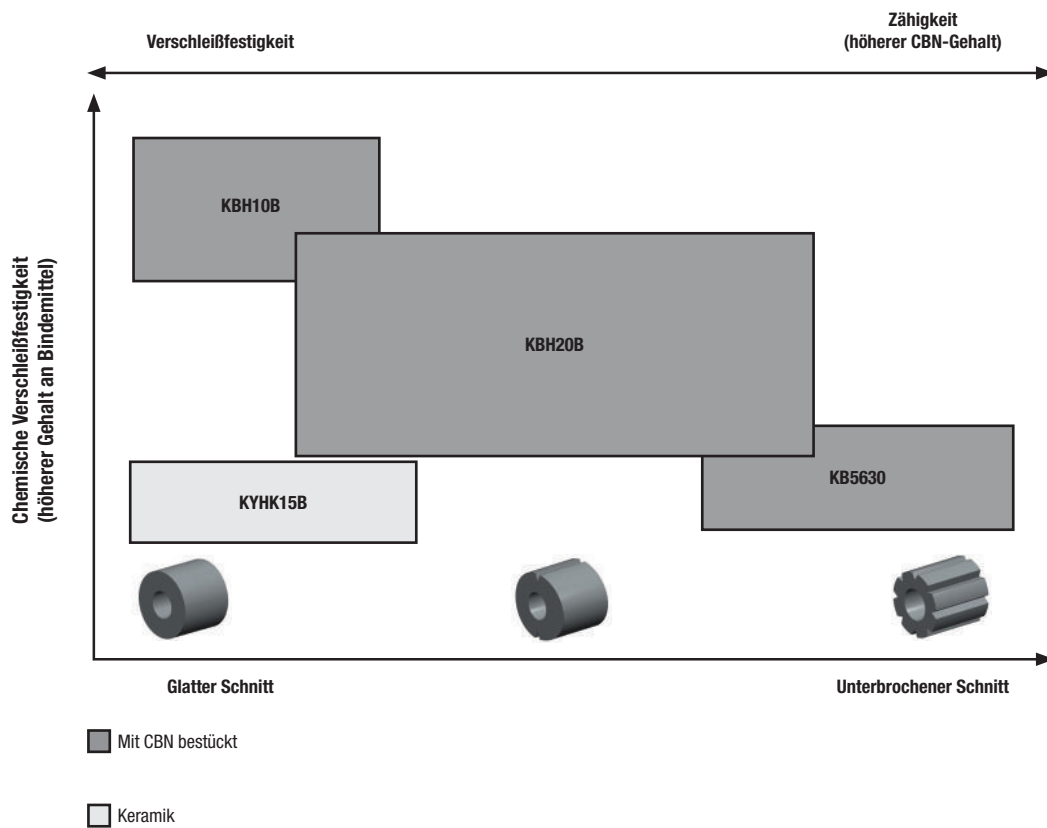 Verschleißfestigkeit
Zähigkeit
(höherer CBN-Gehalt)
Chemische Verschleißfestigkeit
(höherer Gehalt an Bindemittel)
KBH10B
KBH20B
KB5630
KYHK15B
Glatter Schnitt
Unterbrochener Schnitt
Mit CBN bestückt
Keramik